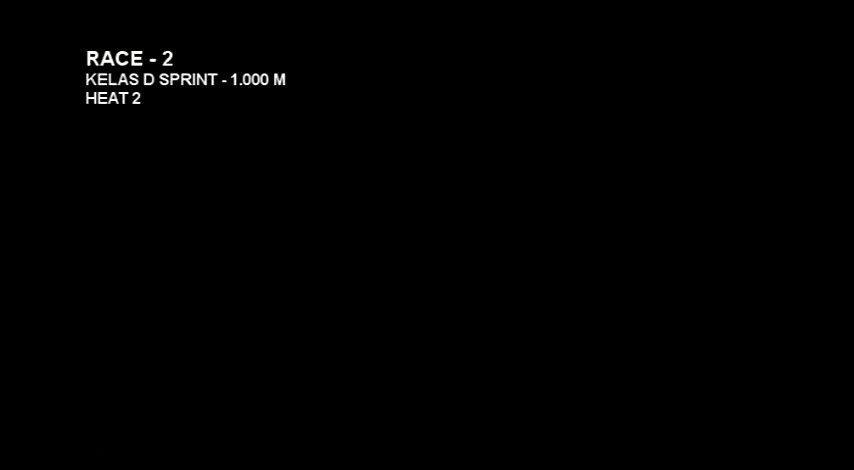 RACE - 2
KELAS D SPRINT - 1.000 M
HEAT 2